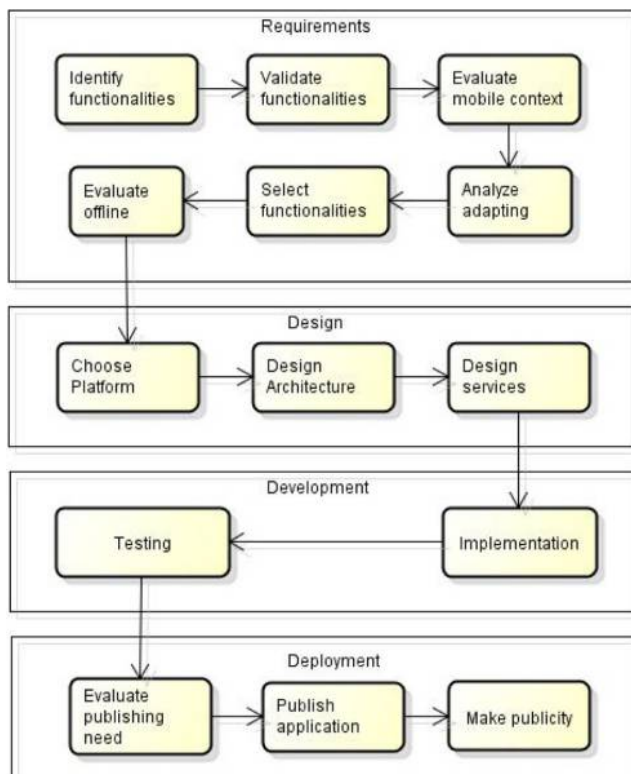 Requirements
Identify
functionalities
Validate
functionalities
Evaluate
mobile context
Evaluate
offline
Select
functionalities
Analyze
adapting
Design
Choose
Platform
Design
Architecture
Design
services
Development
Testing
Implementation
Deployment
Evaluate
publishing
need
Publish
application
Make publicity